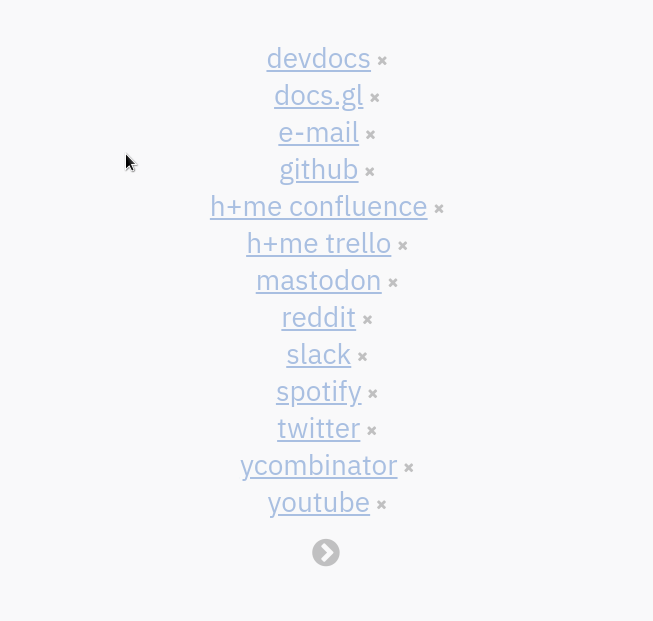 devdocs ×
docs.gl ×
e-mail ×
github ×
h+me confluence ×
h+me trello ×
mastodon ×
reddit ×
slack ×
spotify ×
twitter ×
ycombinator ×
youtube ×